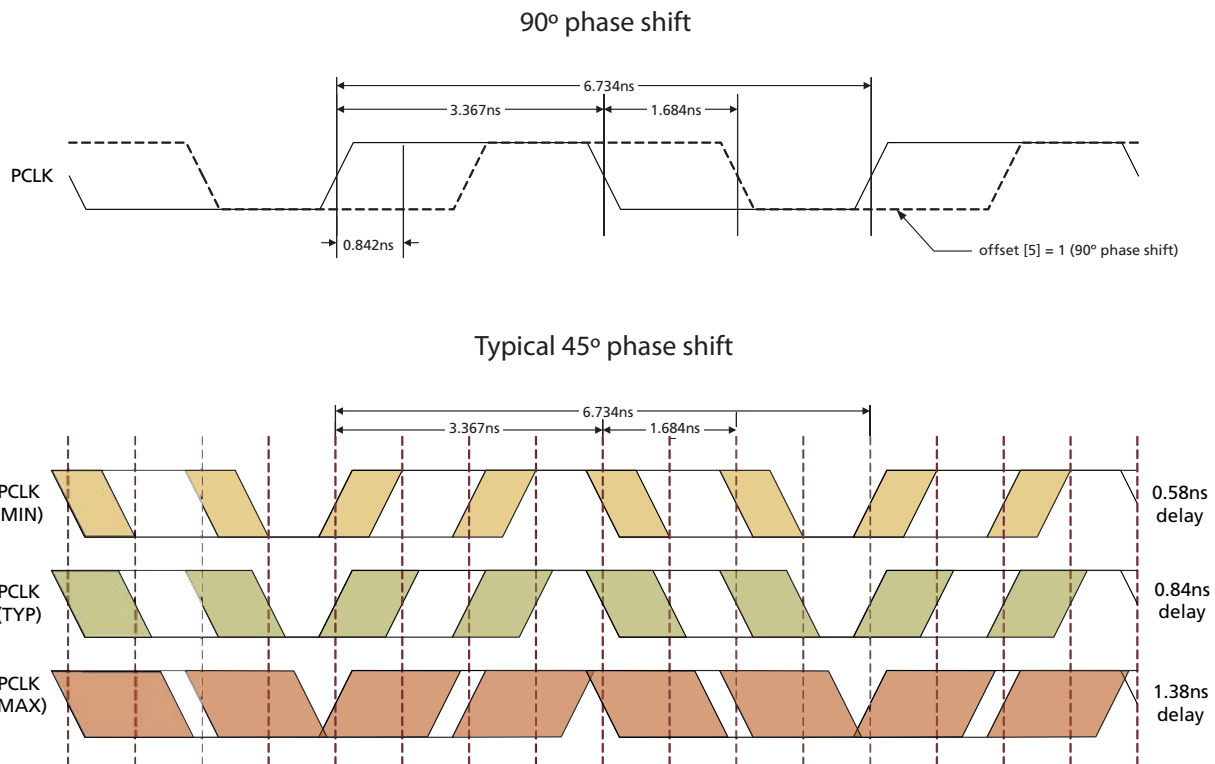 90º phase shift
6.734ns
3.367ns
1.684ns
PCLK
0.842ns
offset [5] = 1 (90º phase shift)
Typical 45º phase shift
6.734ns
3.367ns
1.684ns
PCLK
MIN)
0.58ns
delay
PCLK
(TYP)
0.84ns
delay
PCLK
MAX)
1.38ns
delay